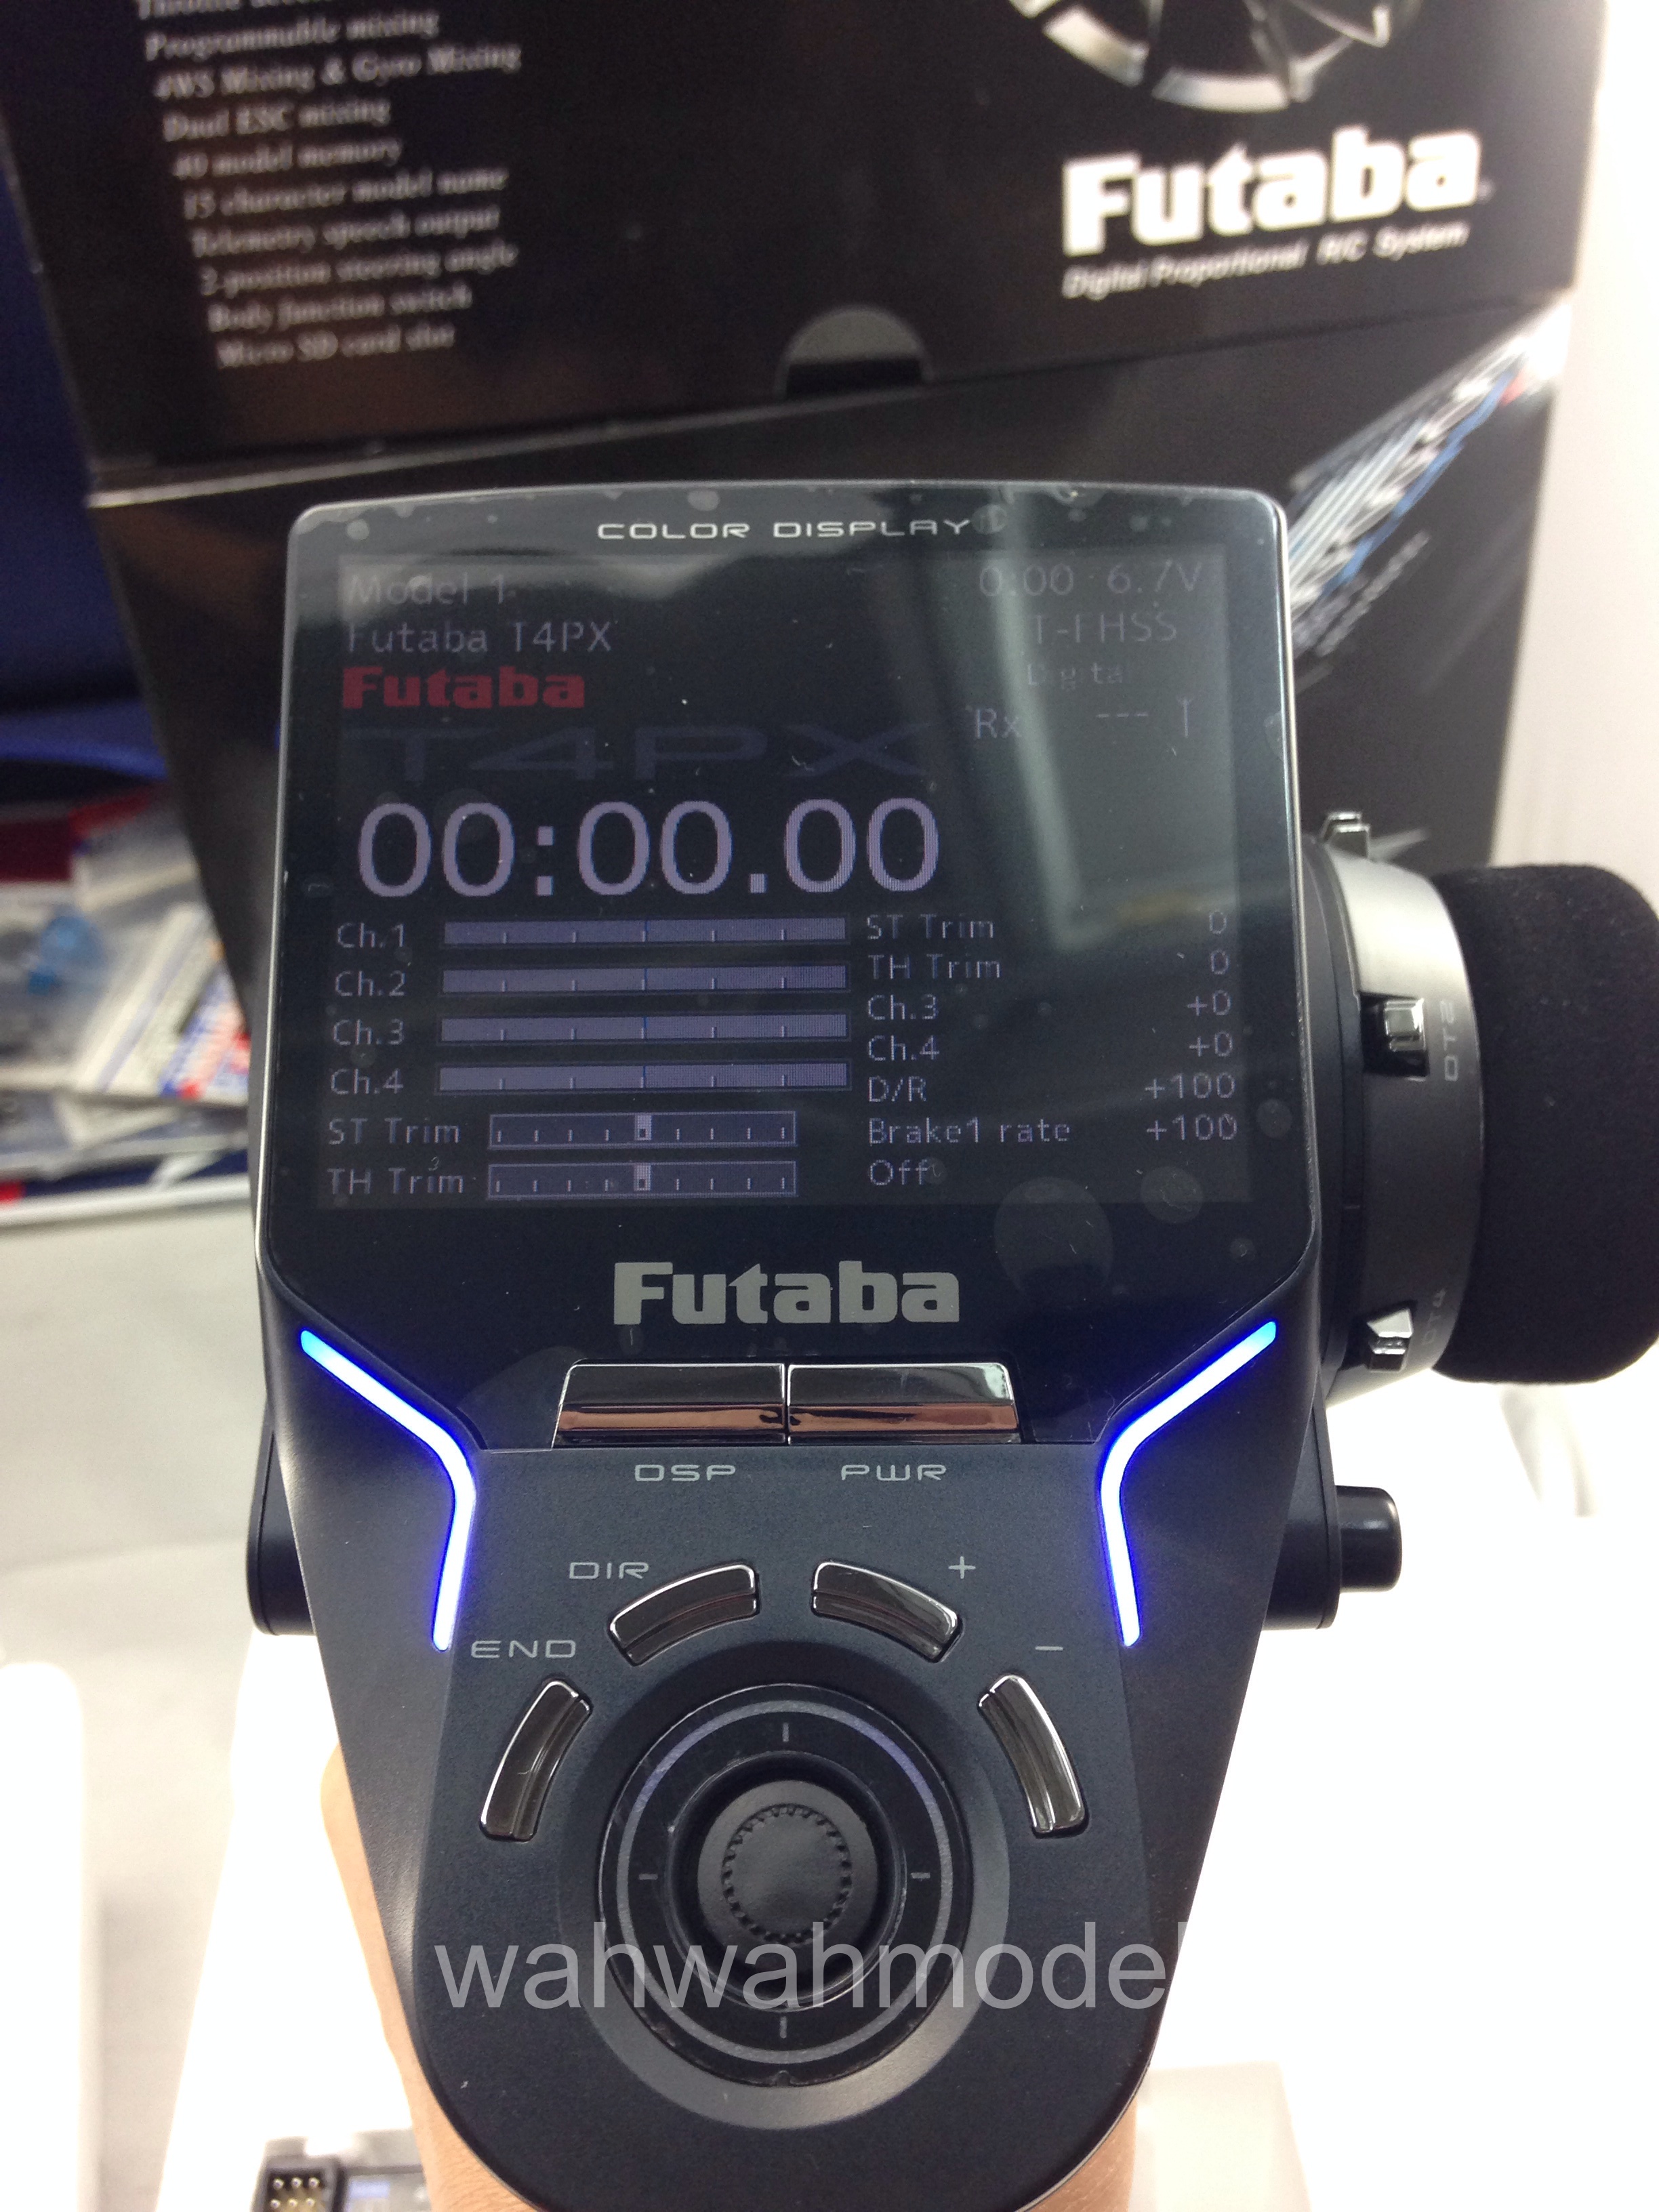 Programmable mixing
4WS Mixing & Gyro Mixing
Dual ESC mixing
40 model memory
15 character model name
Telemetry speech output
2-position steering angle
Body function switch
Micro SD card slot
Futaba
Digital Proportional R/C System
COLOR DISPLAY
Model 1 0:00 6.7V
Futaba T4PX T-FHSS
Futaba Digital
T4PX Rx ---
00:00.00
Ch.1
Ch.2
Ch.3
Ch.4
ST Trim
TH Trim
ST Trim 0
TH Trim 0
Ch.3 +0
Ch.4 +0
D/R +100
Brake1 rate +100
Off
DT2
DT4
Futaba
DSP PWR
DIR +
END -
wahwahmodel